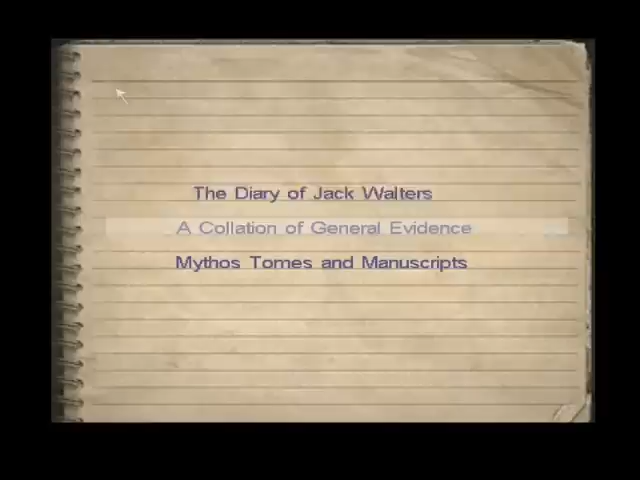 The Diary of Jack Walters
A Collation of General Evidence
Mythos Tomes and Manuscripts